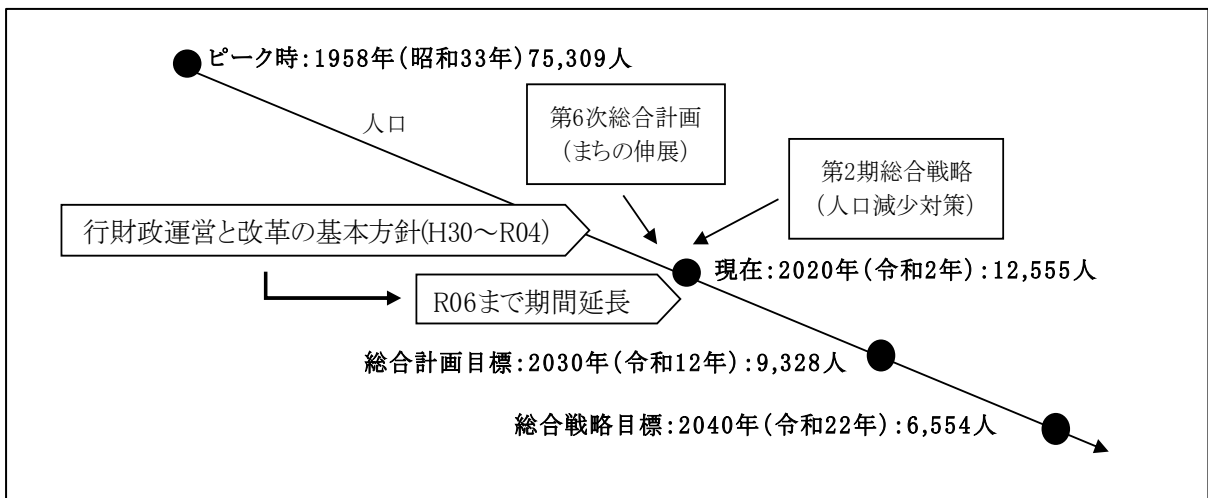 ピーク時：1958年（昭和33年）75,309人
人口
第6次総合計画
（まちの伸展）
第2期総合戦略
（人口減少対策）
行財政運営と改革の基本方針(H30～R04)
現在：2020年（令和2年）：12,555人
R06まで期間延長
総合計画目標：2030年（令和12年）：9,328人
総合戦略目標：2040年（令和22年）：6,554人